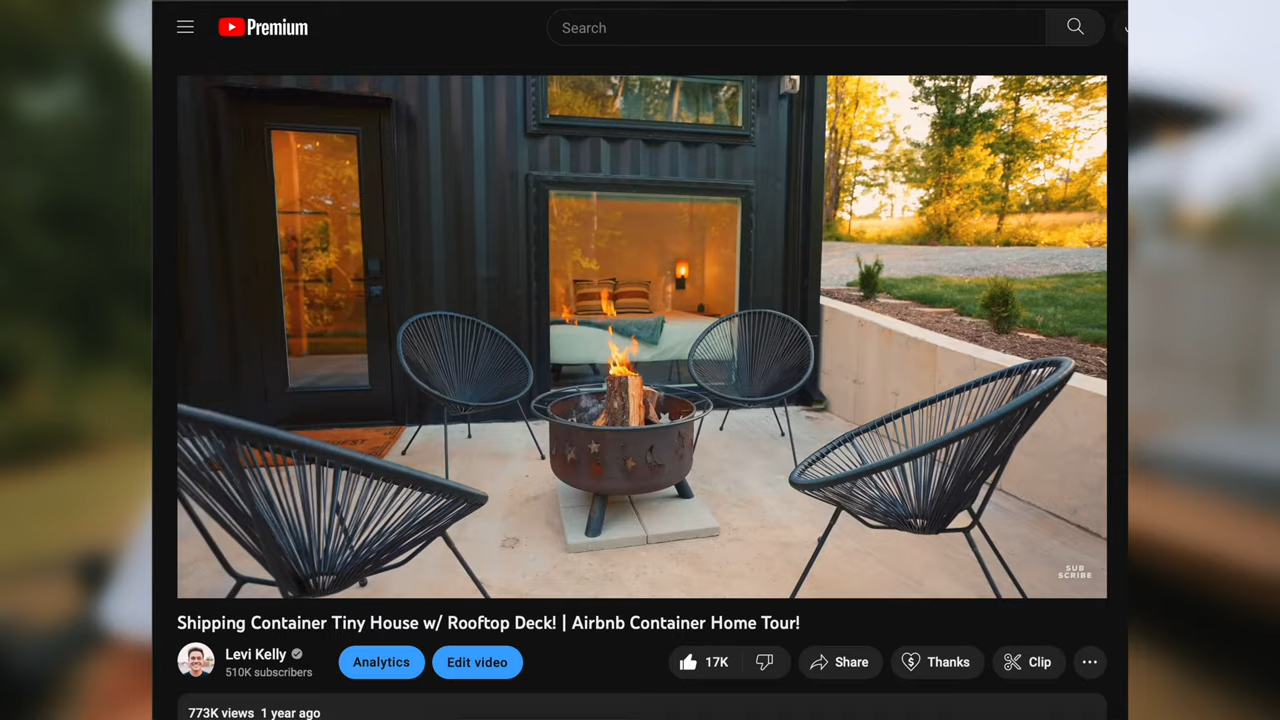 Premium
Search
GUEST
SUB
SCRIBE
Shipping Container Tiny House w/ Rooftop Deck! | Airbnb Container Home Tour!
Levi Kelly
510K subscribers
Analytics
Edit video
17K
Share
Thanks
Clip
773K views 1 year ago